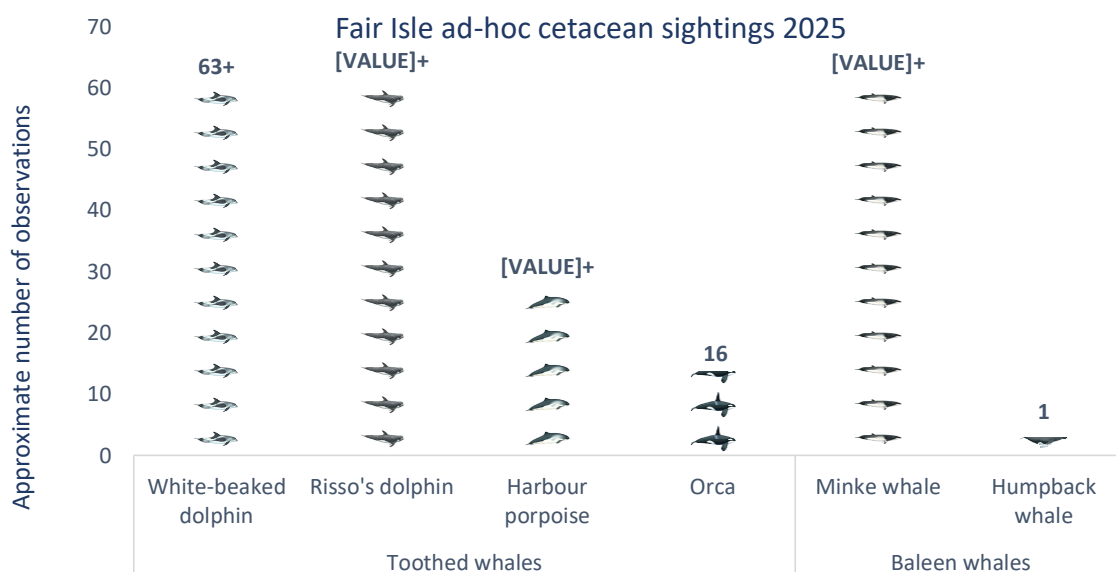 Fair Isle ad-hoc cetacean sightings 2025
Approximate number of observations
70
60
50
40
30
20
10
0
63+
[VALUE]+
[VALUE]+
16
[VALUE]+
1
White-beaked
dolphin
Risso's dolphin
Harbour
porpoise
Orca
Minke whale
Humpback
whale
Toothed whales
Baleen whales